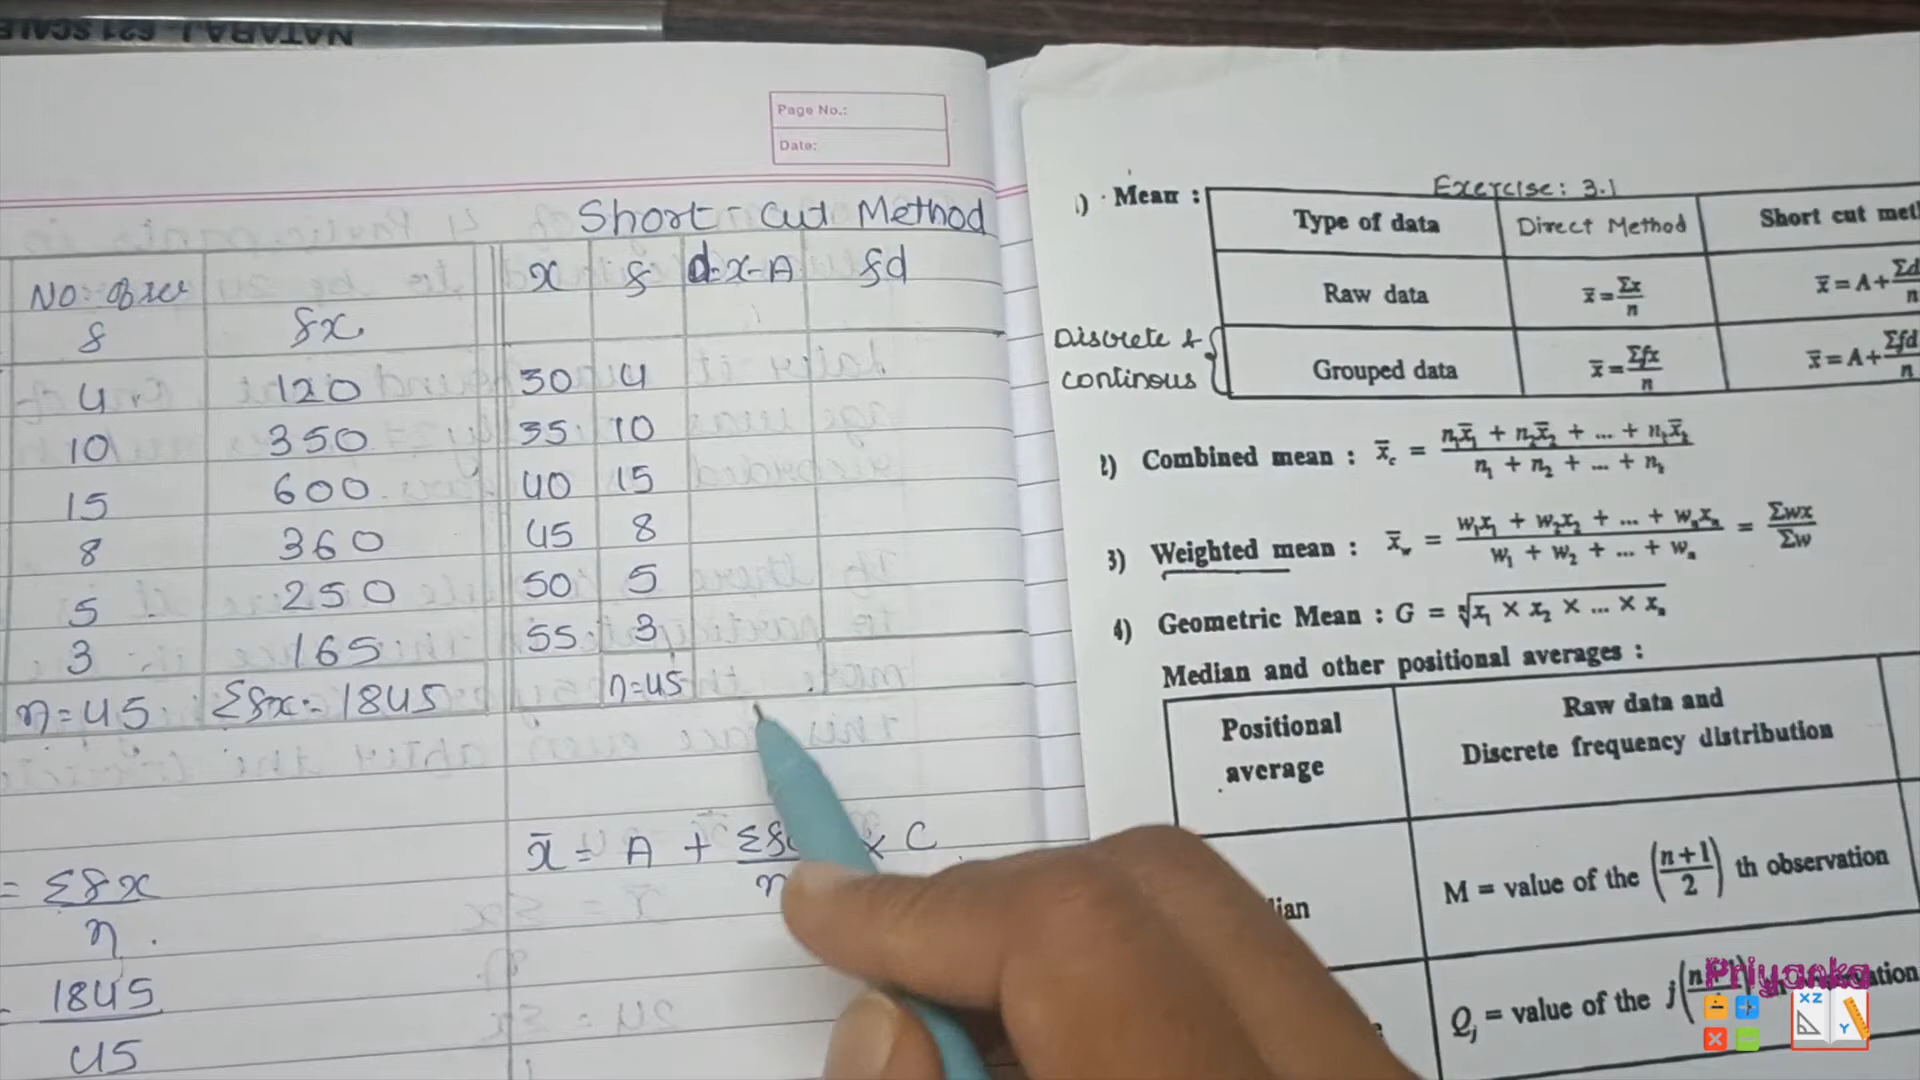 NATARAJ 621 SCALE
Page No.:
Date:
Short-Cut Method
No: of
f fx
4 120
10 350
15 600
8 360
5 250
3 165
n=45 Σfx=1845
x f d=x-A fd
30 4
35 10
40 15
45 8
50 5
55 3
n=45
x̄ = A + Σf × C
n
= Σfx
n
1845
45
Exercise: 3.1
1) Mean :
Type of data Direct Method Short cut
Raw data x̄ = Σx/n x̄ = A + Σd/n
Discrete &
continous
Grouped data x̄ = Σfx/n x̄ = A + Σfd/n
2) Combined mean : x̄c = (n₁x̄₁ + n₂x̄₂ + ... + nₖx̄ₖ) / (n₁ + n₂ + ... + nₖ)
3) Weighted mean : x̄w = (w₁x₁ + w₂x₂ + ... + wₙxₙ) / (w₁ + w₂ + ... + wₙ) = Σwx/Σw
4) Geometric Mean : G = ⁿ√(x₁ × x₂ × ... × xₙ)
Median and other positional averages :
Positional
average
Raw data and
Discrete frequency distribution
M = value of the ((n+1)/2) th observation
Qj = value of the j
Priyanka
XZ
Y